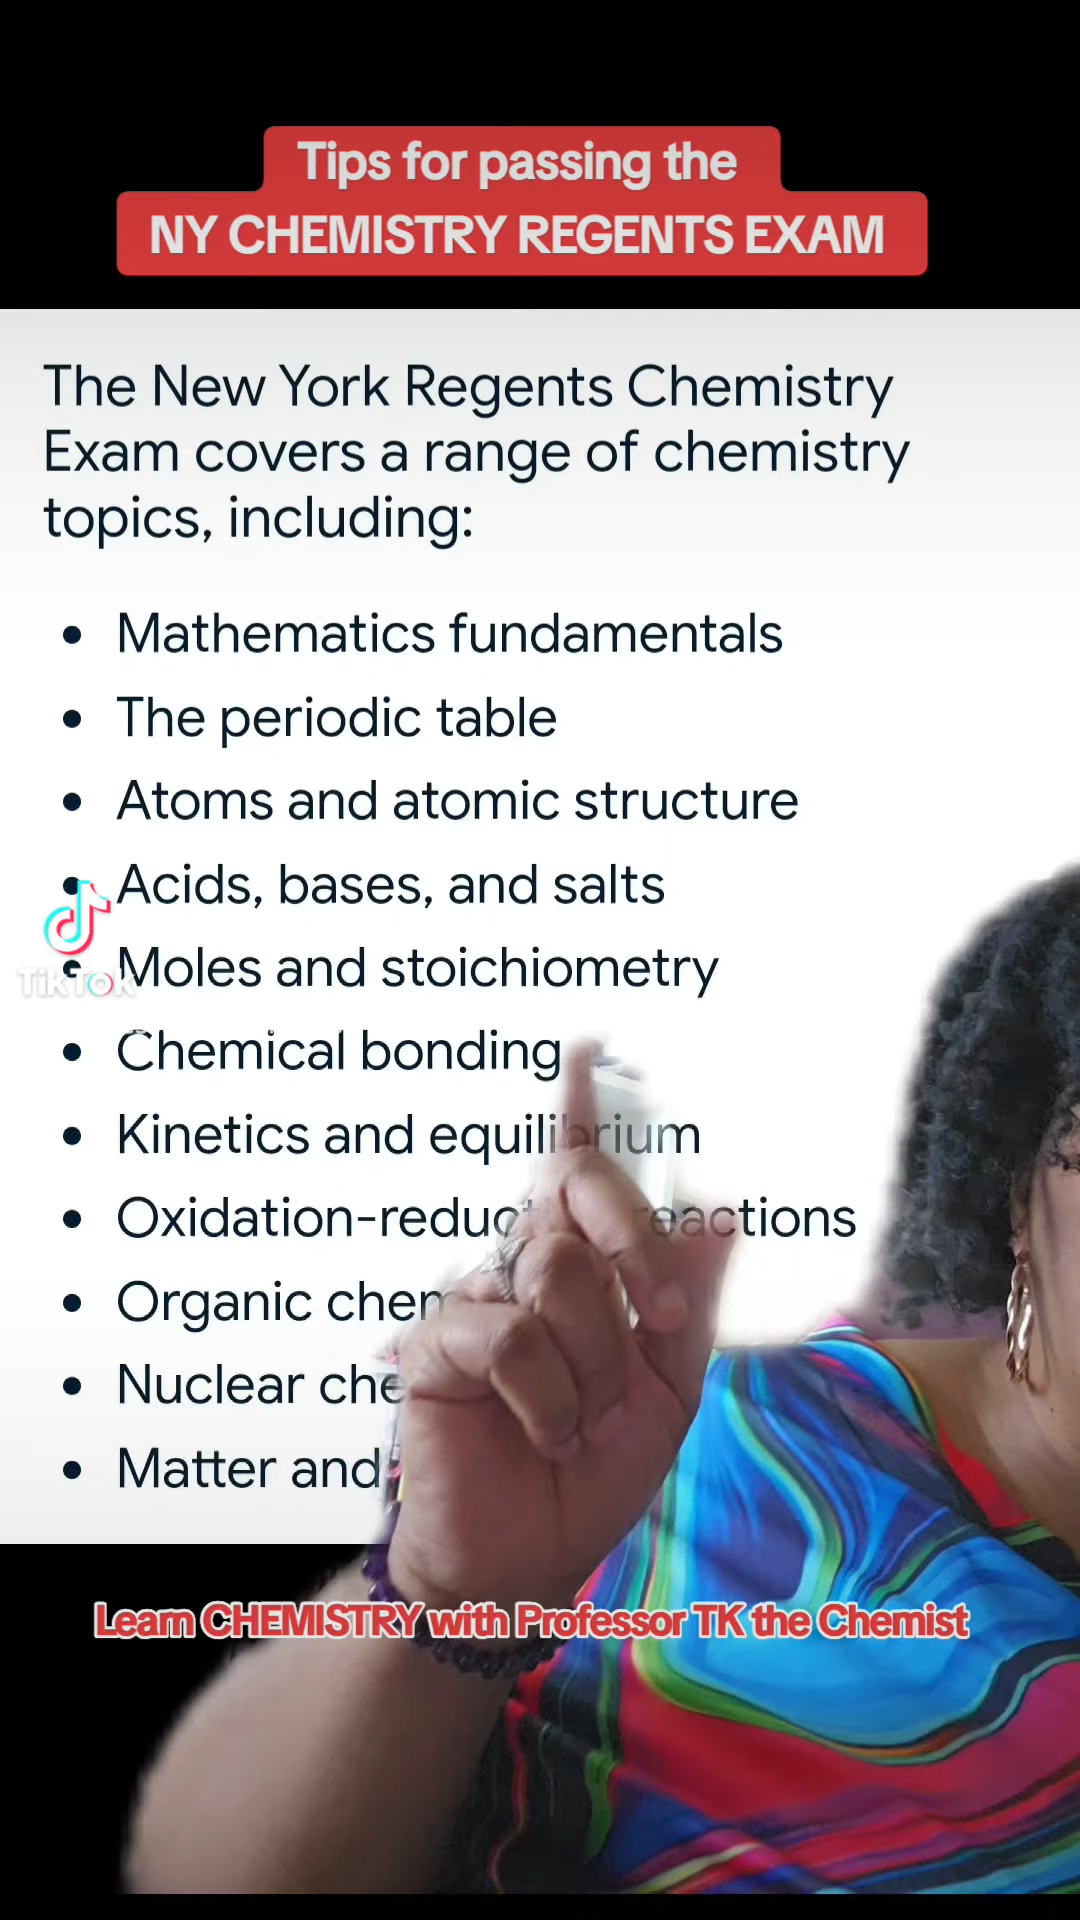 Tips for passing the
NY CHEMISTRY REGENTS EXAM
The New York Regents Chemistry
Exam covers a range of chemistry
topics, including:
• Mathematics fundamentals
• The periodic table
• Atoms and atomic structure
• Acids, bases, and salts
• Moles and stoichiometry
• Chemical bonding
• Kinetics and equilibrium
• Oxidation-reduction reactions
• Organic chem
• Nuclear che
• Matter and
TikTok
Learn CHEMISTRY with Professor TK the Chemist